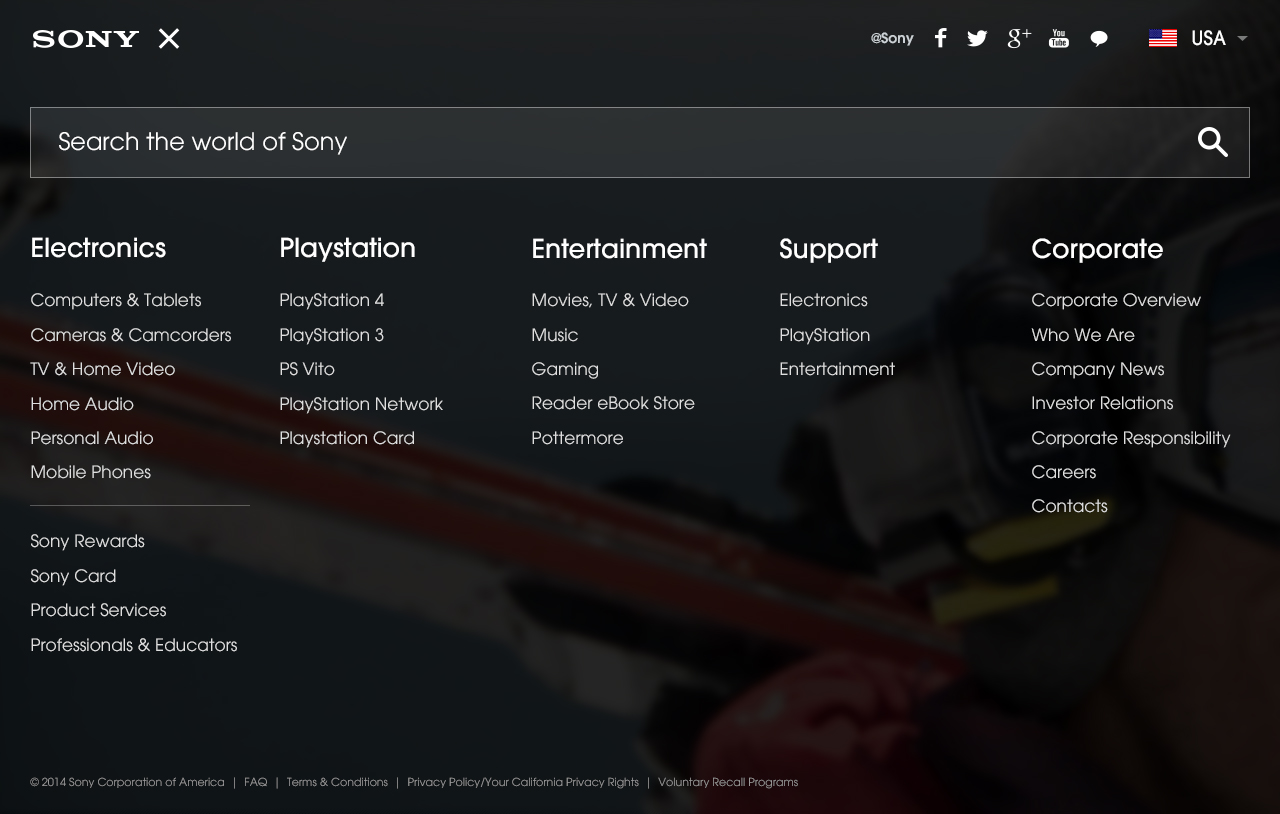 SONY
@Sony
g+
You
Tube
USA
Search the world of Sony
Electronics
Computers & Tablets
Cameras & Camcorders
TV & Home Video
Home Audio
Personal Audio
Mobile Phones
Sony Rewards
Sony Card
Product Services
Professionals & Educators
Playstation
PlayStation 4
PlayStation 3
PS Vito
PlayStation Network
Playstation Card
Entertainment
Movies, TV & Video
Music
Gaming
Reader eBook Store
Pottermore
Support
Electronics
PlayStation
Entertainment
Corporate
Corporate Overview
Who We Are
Company News
Investor Relations
Corporate Responsibility
Careers
Contacts
© 2014 Sony Corporation of America | FAQ | Terms & Conditions | Privacy Policy/Your California Privacy Rights | Voluntary Recall Programs